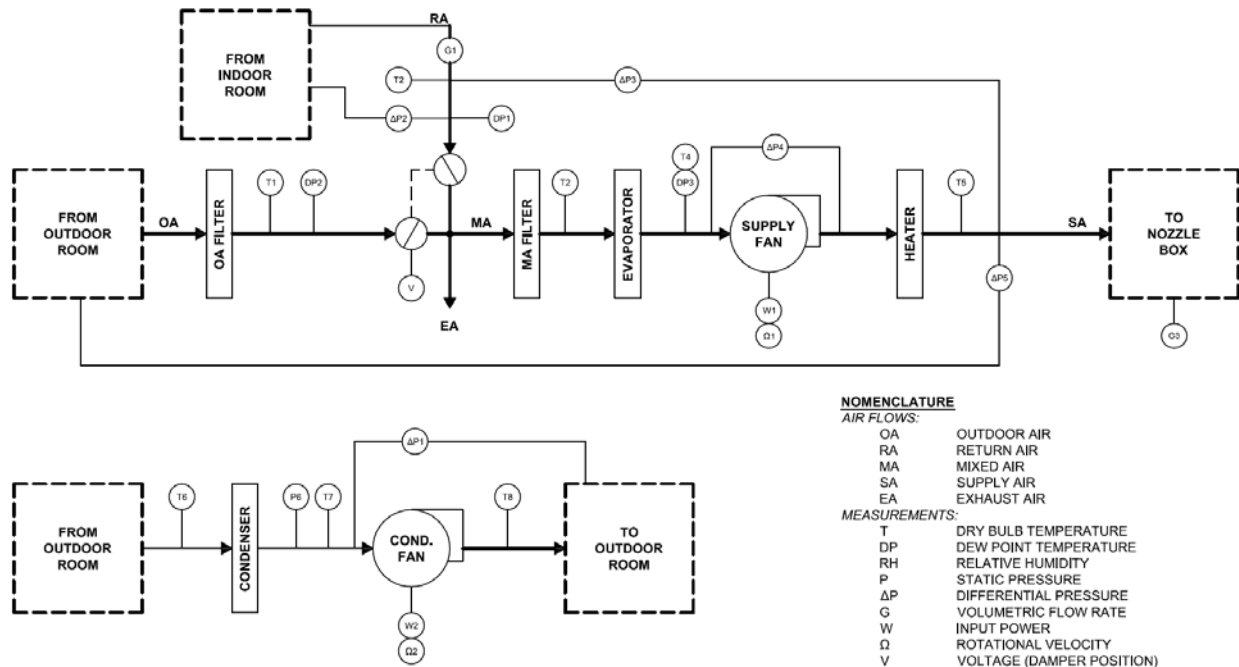 RA
G1
FROM
INDOOR
ROOM
T2
ΔP3
ΔP2
DP1
FROM
OUTDOOR
ROOM
OA
OA FILTER
T1
DP2
V
MA
EA
MA FILTER
T2
EVAPORATOR
T4
DP3
ΔP4
SUPPLY
FAN
W1
Ω1
HEATER
T5
ΔP5
SA
TO
NOZZLE
BOX
G3
FROM
OUTDOOR
ROOM
T6
CONDENSER
P6
T7
ΔP1
COND.
FAN
W2
Ω2
T8
TO
OUTDOOR
ROOM
NOMENCLATURE
AIR FLOWS:
OA OUTDOOR AIR
RA RETURN AIR
MA MIXED AIR
SA SUPPLY AIR
EA EXHAUST AIR
MEASUREMENTS:
T DRY BULB TEMPERATURE
DP DEW POINT TEMPERATURE
RH RELATIVE HUMIDITY
P STATIC PRESSURE
ΔP DIFFERENTIAL PRESSURE
G VOLUMETRIC FLOW RATE
W INPUT POWER
Ω ROTATIONAL VELOCITY
V VOLTAGE (DAMPER POSITION)